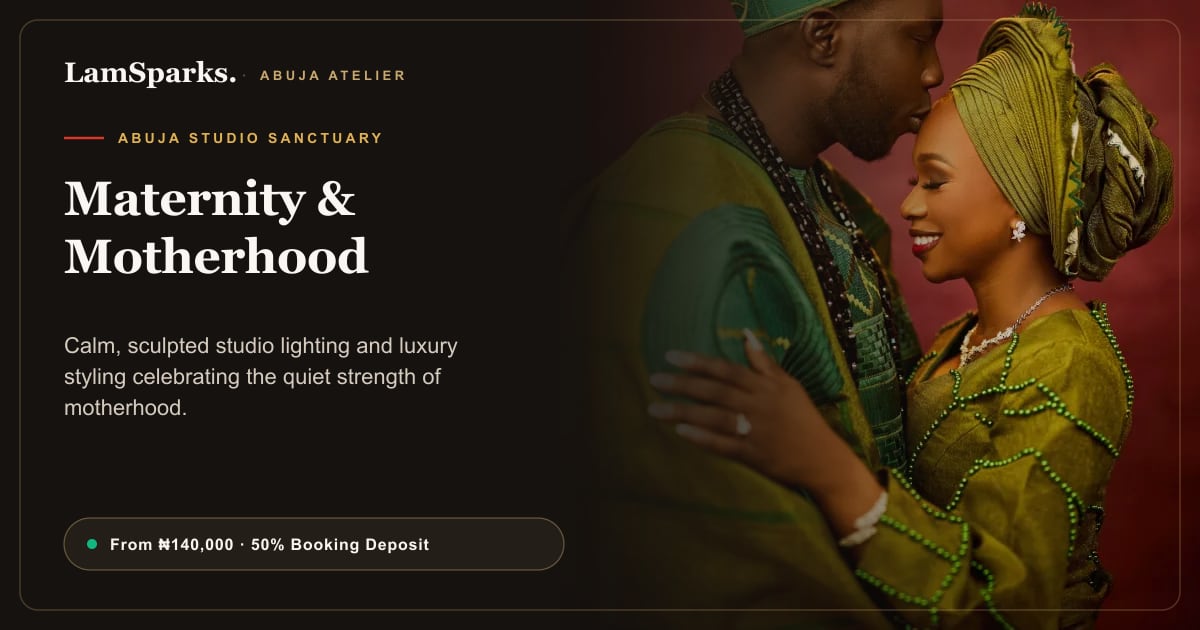 LamSparks. · ABUJA ATELIER
ABUJA STUDIO SANCTUARY
Maternity &
Motherhood
Calm, sculpted studio lighting and luxury
styling celebrating the quiet strength of
motherhood.
From ₦140,000 · 50% Booking Deposit